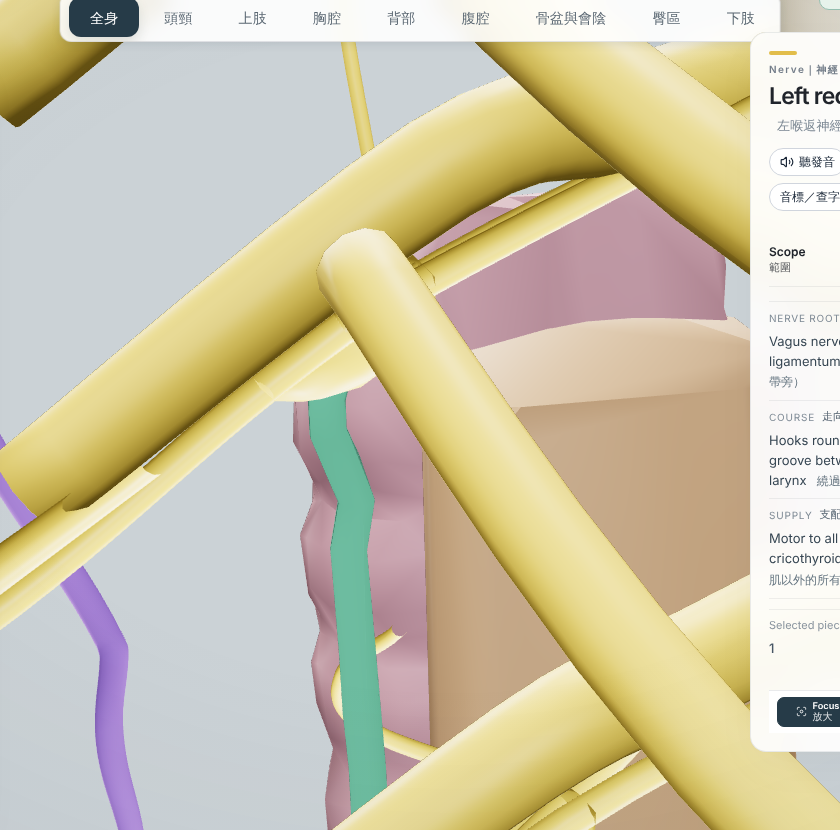 全身 頭頸 上肢 胸腔 背部 腹腔 骨盆與會陰 臀區 下肢
Nerve | 神經
Left rec
左喉返神經
聽發音
音標／查字
Scope
範圍
NERVE ROOT
Vagus nerve
ligamentum
帶旁）
COURSE 走向
Hooks roun
groove betw
larynx 繞過
SUPPLY 支配
Motor to all
cricothyroid
肌以外的所有
Selected piec
1
Focus
放大